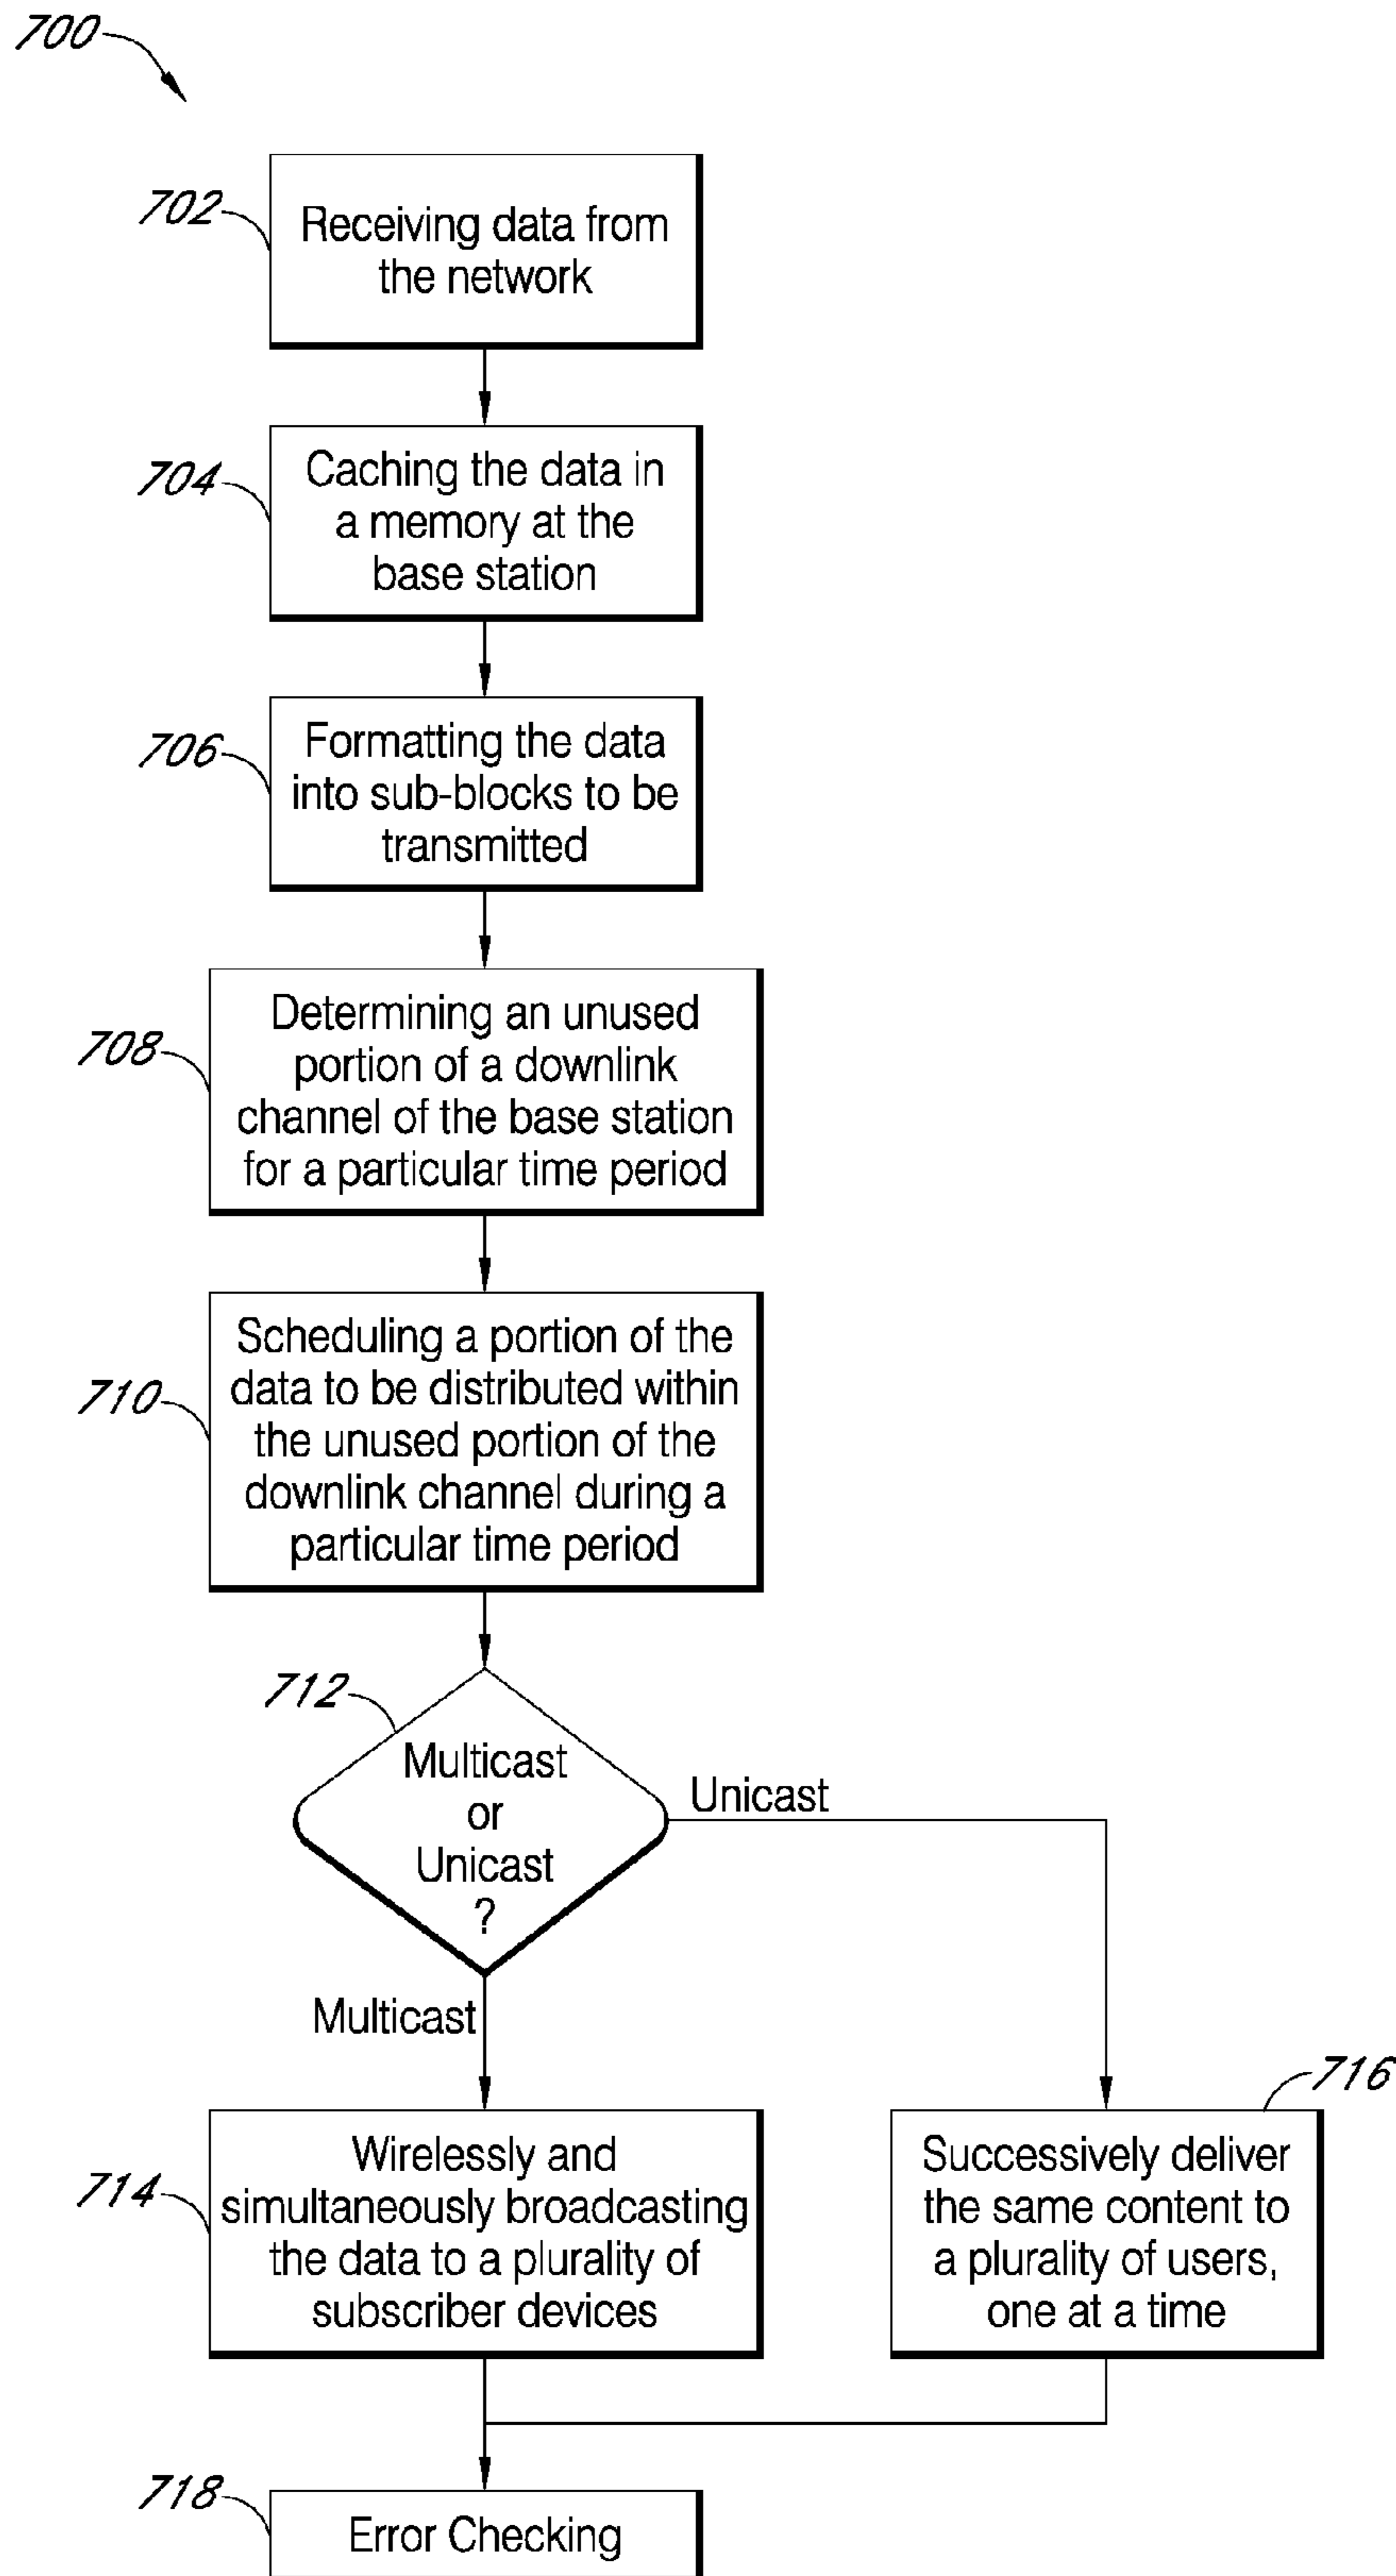 700
702
Receiving data from
the network
704
Caching the data in
a memory at the
base station
706
Formatting the data
into sub-blocks to be
transmitted
708
Determining an unused
portion of a downlink
channel of the base station
for a particular time period
710
Scheduling a portion of the
data to be distributed within
the unused portion of the
downlink channel during a
particular time period
712
Multicast
or
Unicast
?
Unicast
Multicast
714
Wirelessly and
simultaneously broadcasting
the data to a plurality of
subscriber devices
716
Successively deliver
the same content to
a plurality of users,
one at a time
718
Error Checking